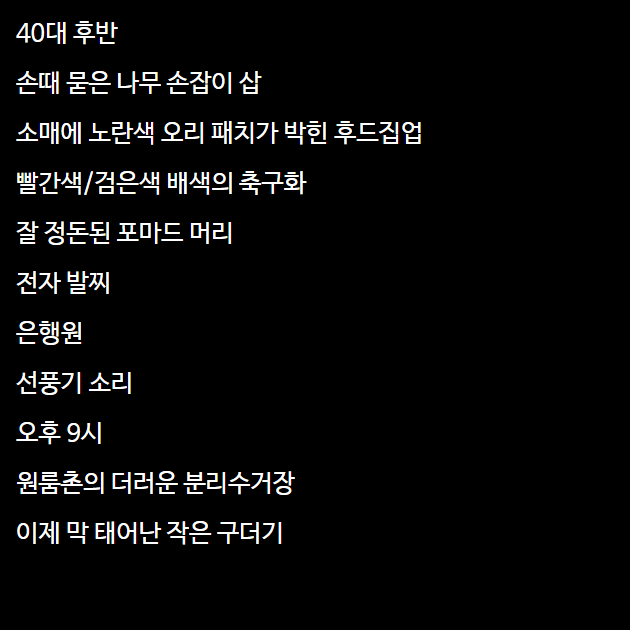 40대 후반
손때 묻은 나무 손잡이 삽
소매에 노란색 오리 패치가 박힌 후드집업
빨간색/검은색 배색의 축구화
잘 정돈된 포마드 머리
전자 발찌
은행원
선풍기 소리
오후 9시
원룸촌의 더러운 분리수거장
이제 막 태어난 작은 구더기